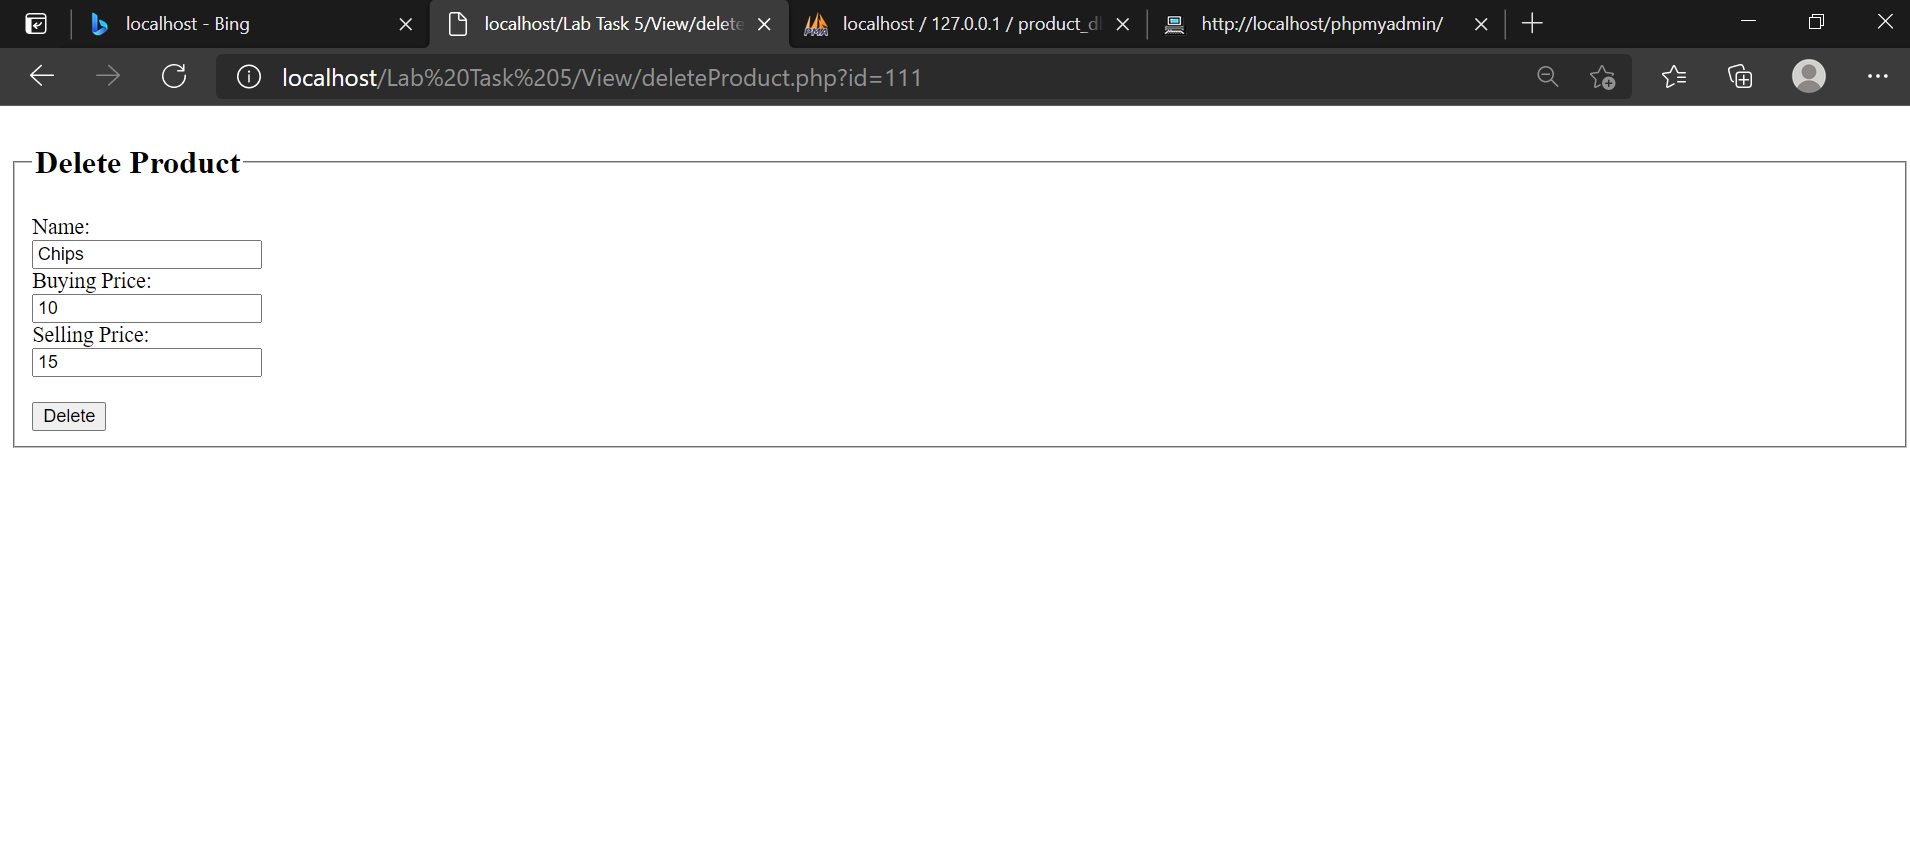 localhost - Bing
localhost/Lab Task 5/View/delete
localhost / 127.0.0.1 / product_d
http://localhost/phpmyadmin/
localhost/Lab%20Task%205/View/deleteProduct.php?id=111
Delete Product
Name:
Chips
Buying Price:
10
Selling Price:
15
Delete